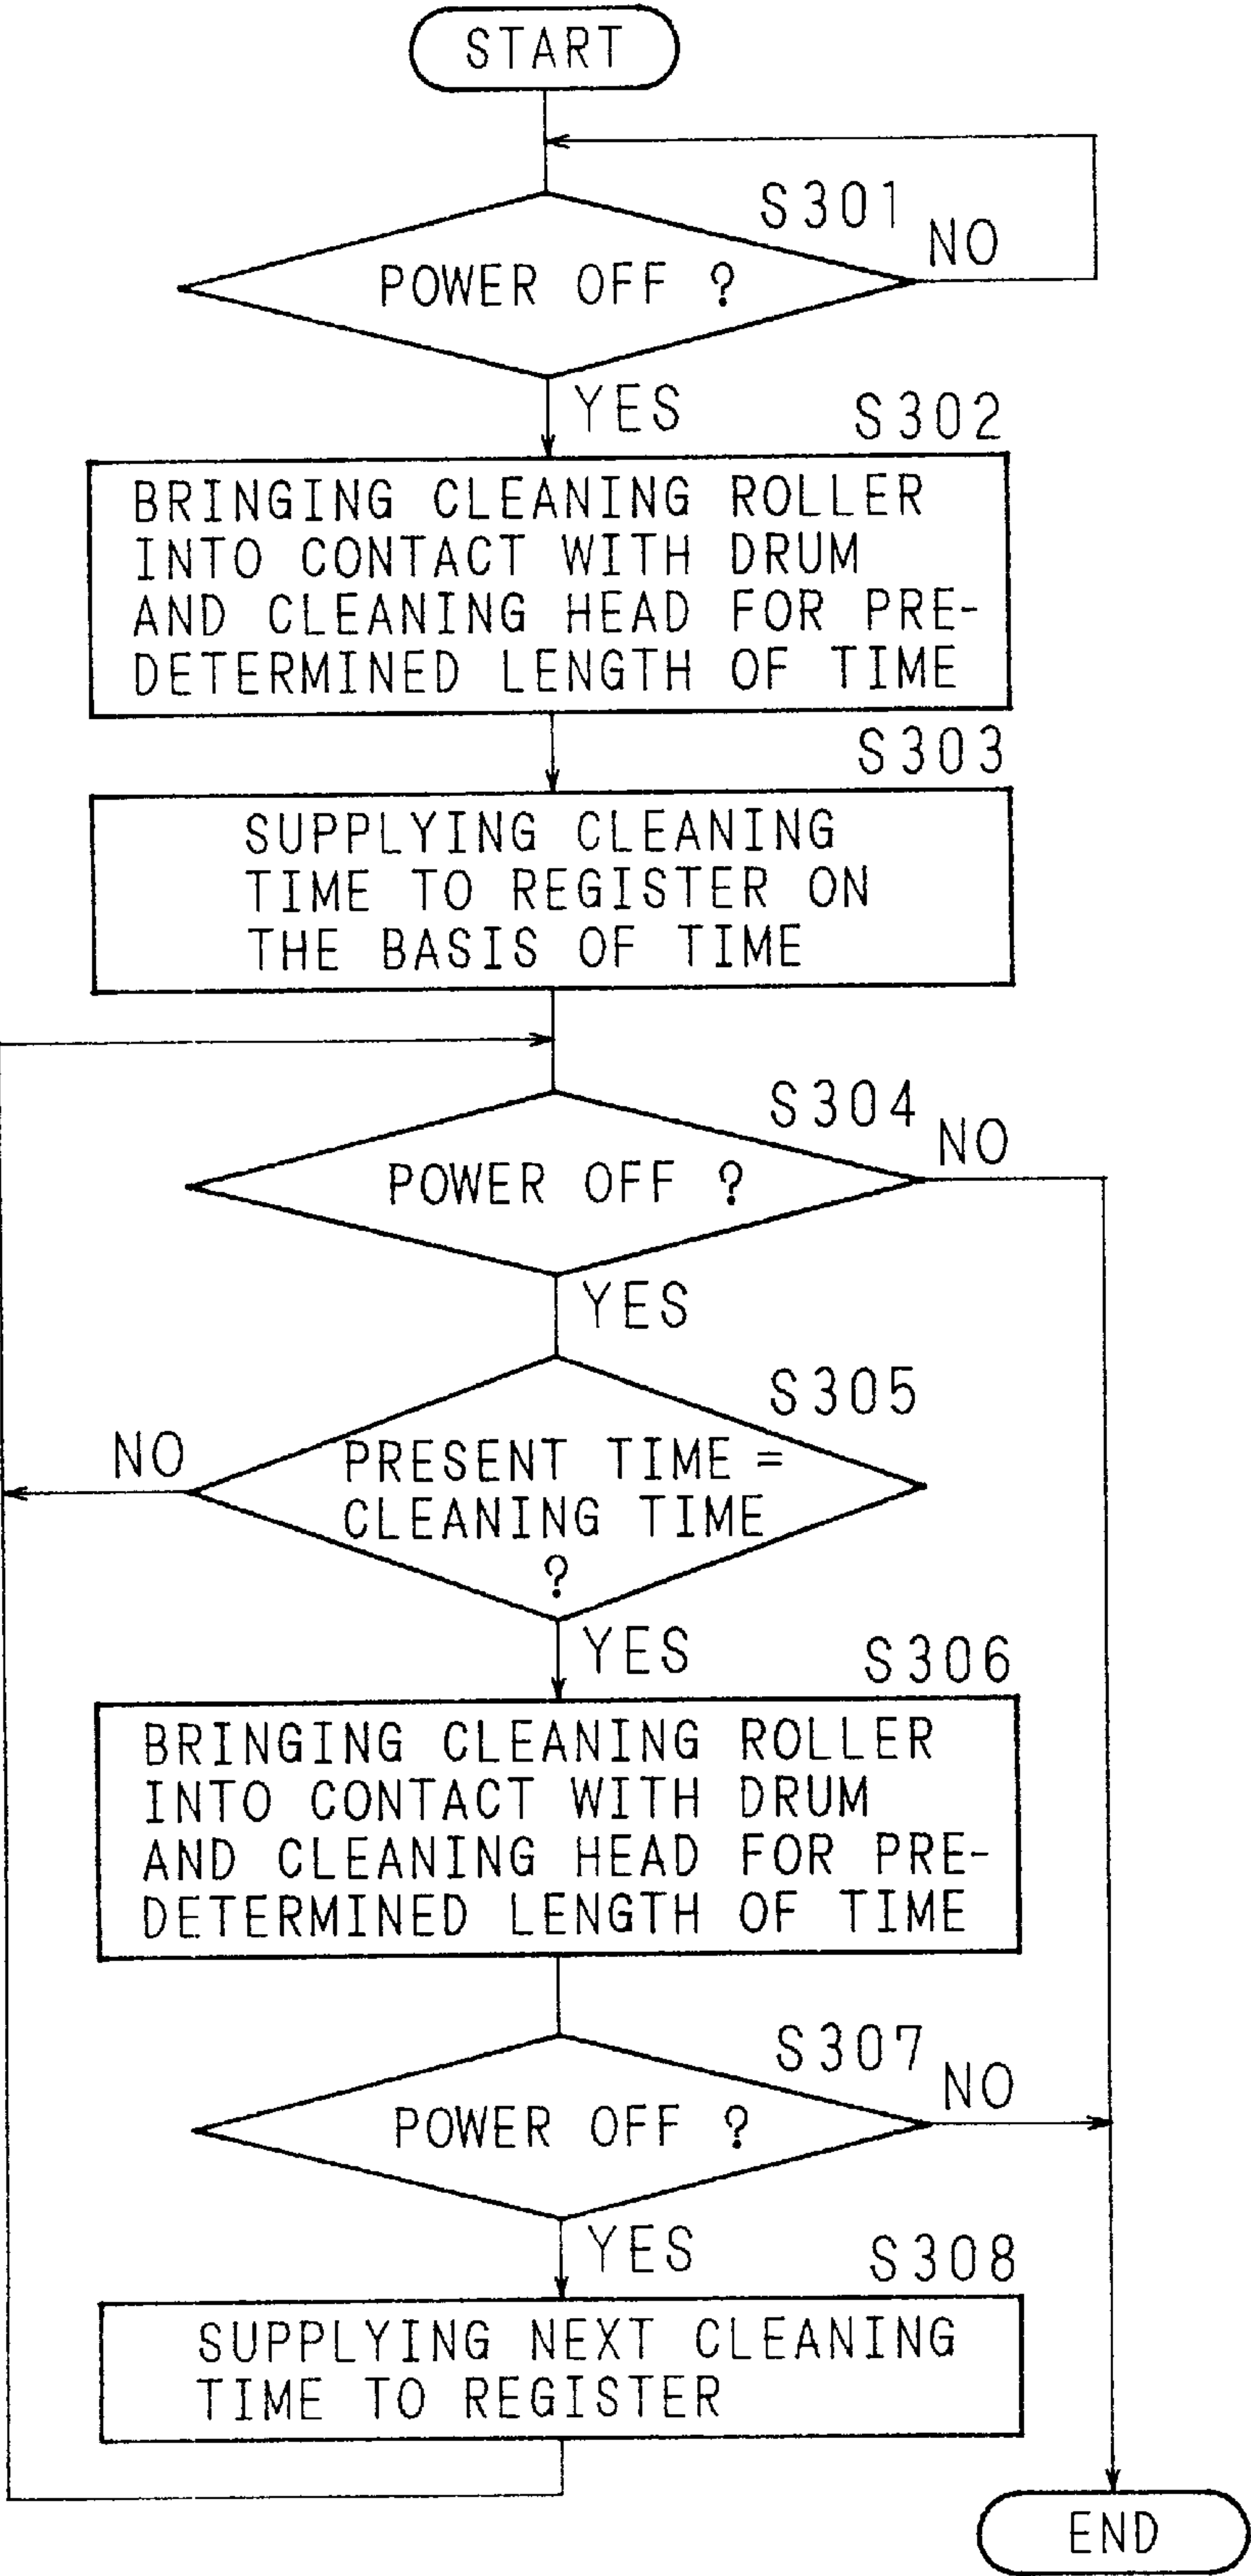 START
S301
NO
POWER OFF ?
YES
S302
BRINGING CLEANING ROLLER
INTO CONTACT WITH DRUM
AND CLEANING HEAD FOR PRE-
DETERMINED LENGTH OF TIME
S303
SUPPLYING CLEANING
TIME TO REGISTER ON
THE BASIS OF TIME
S304
NO
POWER OFF ?
YES
S305
NO
PRESENT TIME =
CLEANING TIME
?
YES
S306
BRINGING CLEANING ROLLER
INTO CONTACT WITH DRUM
AND CLEANING HEAD FOR PRE-
DETERMINED LENGTH OF TIME
S307
NO
POWER OFF ?
YES
S308
SUPPLYING NEXT CLEANING
TIME TO REGISTER
END